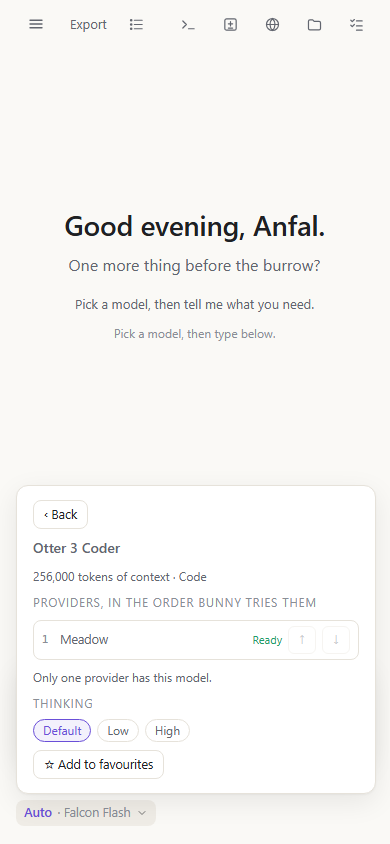 Export
Good evening, Anfal.
One more thing before the burrow?
Pick a model, then tell me what you need.
Pick a model, then type below.
‹ Back
Otter 3 Coder
256,000 tokens of context · Code
PROVIDERS, IN THE ORDER BUNNY TRIES THEM
1 Meadow Ready ↑ ↓
Only one provider has this model.
THINKING
Default Low High
☆ Add to favourites
Auto · Falcon Flash